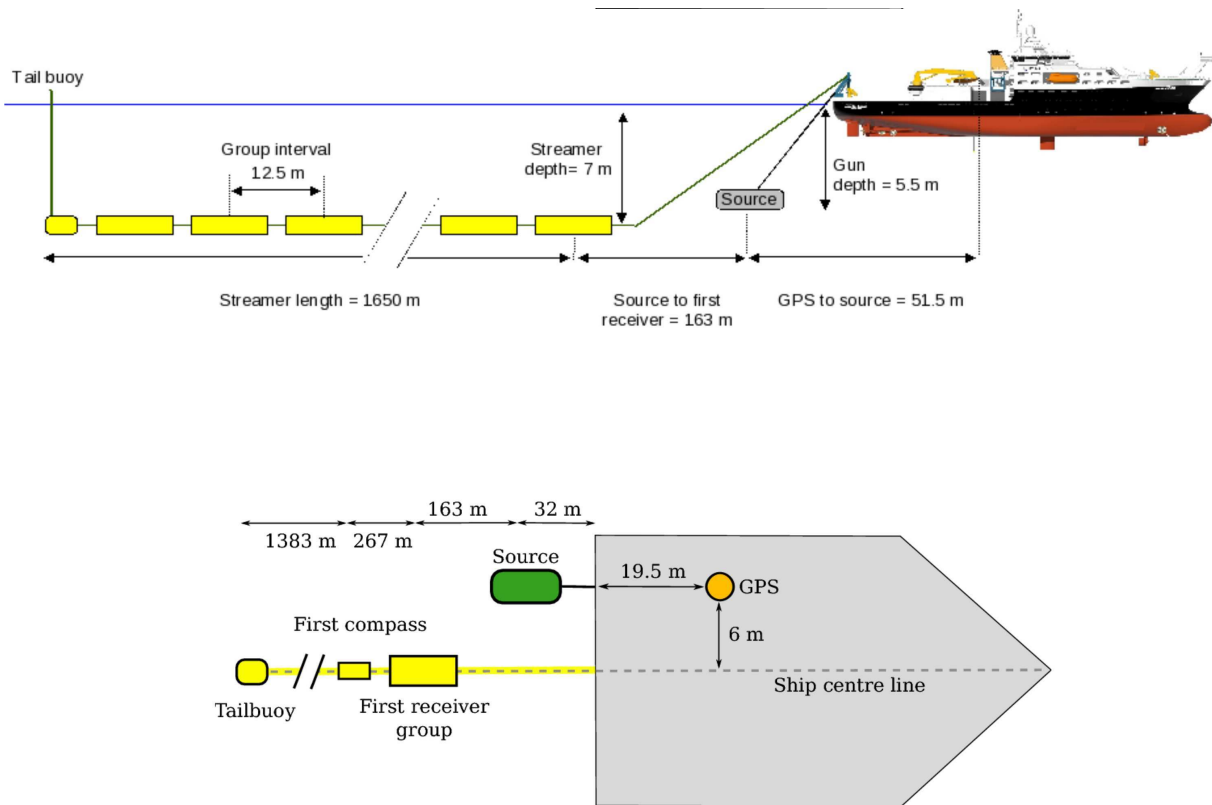 Tail buoy
Group interval
12.5 m
Streamer
depth= 7 m
Gun
depth = 5.5 m
Source
Streamer length = 1650 m
Source to first
receiver = 163 m
GPS to source = 51.5 m
163 m
32 m
1383 m
267 m
Source
19.5 m
GPS
6 m
First compass
Ship centre line
Tailbuoy
First receiver
group